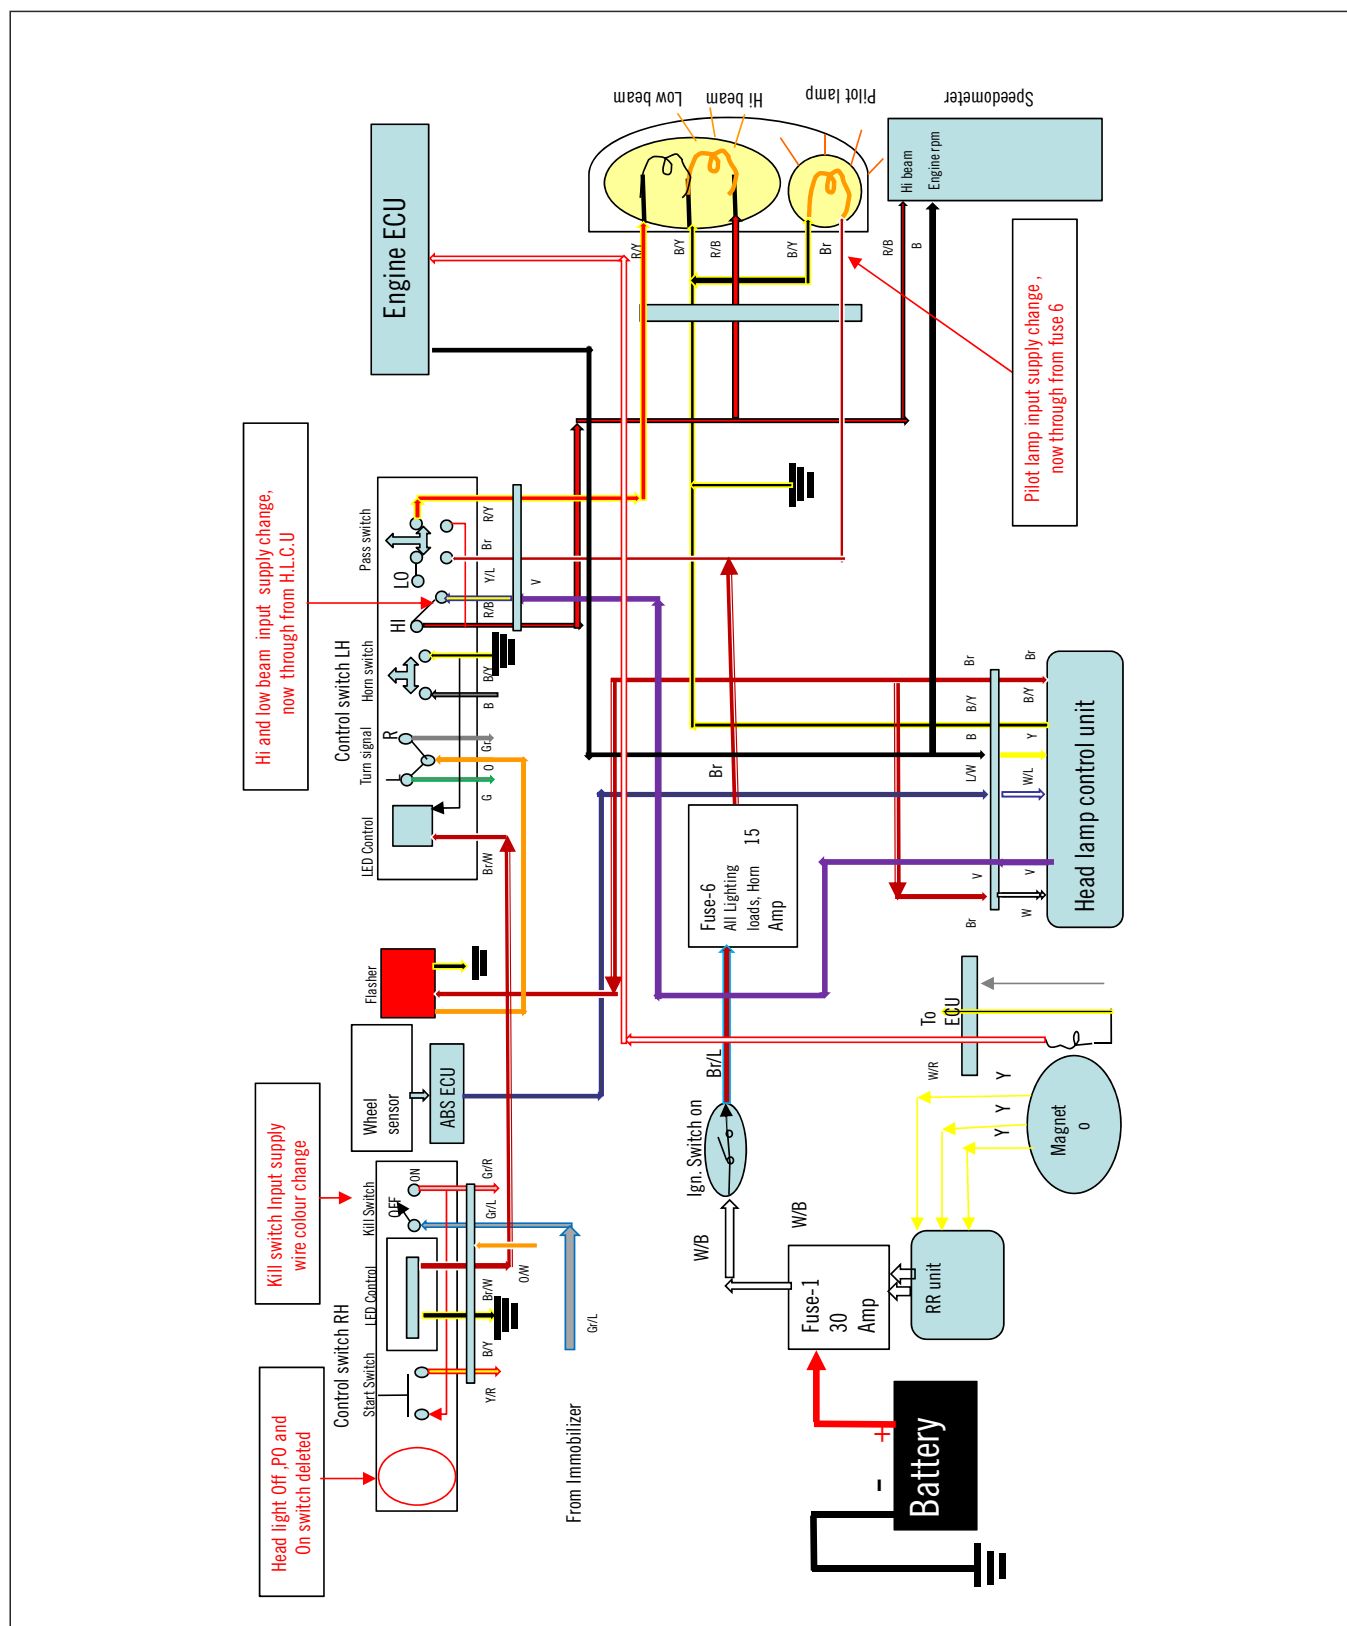 Low beam
Hi beam
Pilot lamp
Speedometer
Hi beam
Engine rpm
Engine ECU
R/Y
B/Y
R/B
B/Y
Br
R/B
B
Pilot lamp input supply change ,
now through from fuse 6
Hi and low beam input supply change,
now through from H.L.C.U
Control switch LH
Pass switch
LO
HI
Horn switch
Turn signal
R
L
LED Control
R/Y
Br
Y/L
R/B
V
B/Y
B
Gr
O
G
Br/W
Flasher
Wheel
sensor
ABS ECU
Kill switch Input supply
wire colour change
Control switch RH
Kill Switch
ON
OFF
LED Control
Start Switch
Gr/R
Gr/L
O/W
Br/W
B/Y
Y/R
Gr/L
Head light Off ,PO and
On switch deleted
From Immobilizer
Br
Fuse-6
All Lighting
loads, Horn 15
Amp
Br/L
Ign. Switch on
W/B
W/B
Fuse-1
30
Amp
Battery
+
-
Br
B/Y
B
L/W
V
Br
Br
B/Y
Y
W/L
V
W
Head lamp control unit
To
ECU
W/R
Y
Y
Y
Magnet
o
RR unit